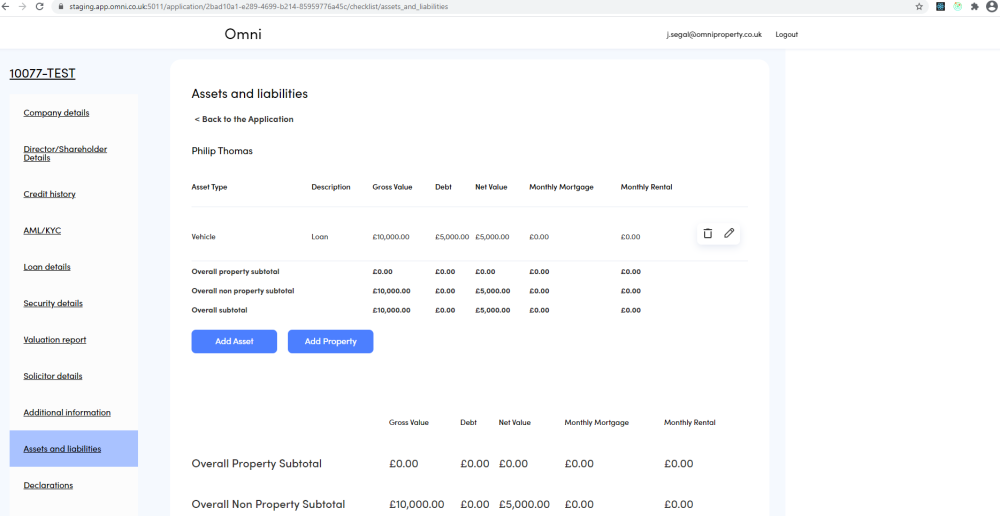 staging.app.omni.co.uk:5011/application/2bad10a1-e289-4699-b214-85959776a45c/checklist/assets_and_liabilities
Omni
j.segal@omniproperty.co.uk Logout
10077-TEST
Company details
Director/Shareholder
Details
Credit history
AML/KYC
Loan details
Security details
Valuation report
Solicitor details
Additional information
Assets and liabilities
Declarations
Assets and liabilities
< Back to the Application
Philip Thomas
Asset Type Description Gross Value Debt Net Value Monthly Mortgage Monthly Rental
Vehicle Loan £10,000.00 £5,000.00 £5,000.00 £0.00 £0.00
Overall property subtotal £0.00 £0.00 £0.00 £0.00 £0.00
Overall non property subtotal £10,000.00 £0.00 £5,000.00 £0.00 £0.00
Overall subtotal £10,000.00 £0.00 £5,000.00 £0.00 £0.00
Add Asset Add Property
Gross Value Debt Net Value Monthly Mortgage Monthly Rental
Overall Property Subtotal £0.00 £0.00 £0.00 £0.00 £0.00
Overall Non Property Subtotal £10,000.00 £0.00 £5,000.00 £0.00 £0.00